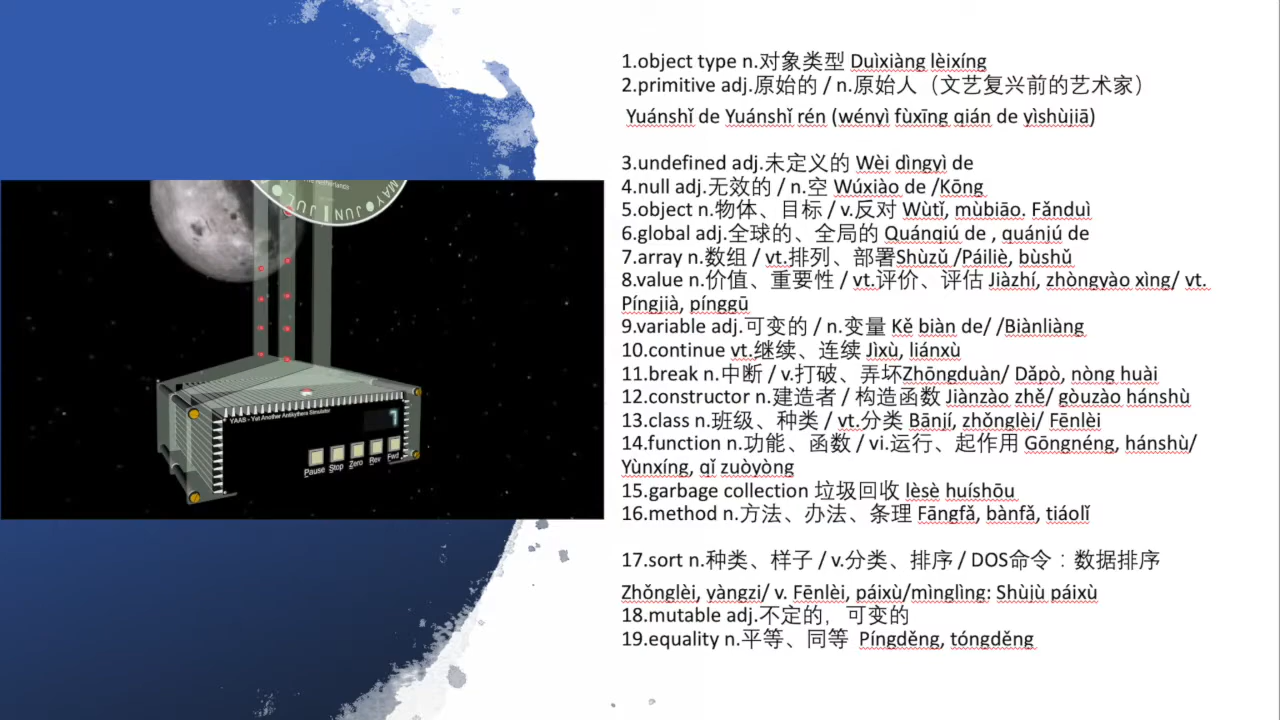 MAY JUN JUL
The Netherlands
YAAS - Yet Another Antikythera Simulator
7
Pause Stop Zero Rev Fwd
1.object type n.对象类型 Duìxiàng lèixíng
2.primitive adj.原始的 / n.原始人（文艺复兴前的艺术家）
Yuánshǐ de Yuánshǐ rén (wényì fùxīng qián de yìshùjiā)
3.undefined adj.未定义的 Wèi dìngyì de
4.null adj.无效的 / n.空 Wúxiào de /Kōng
5.object n.物体、目标 / v.反对 Wùtǐ, mùbiāo. Fǎnduì
6.global adj.全球的、全局的 Quánqiú de , quánjú de
7.array n.数组 / vt.排列、部署Shùzǔ /Páiliè, bùshǔ
8.value n.价值、重要性 / vt.评价、评估 Jiàzhí, zhòngyào xìng/ vt.
Píngjià, pínggū
9.variable adj.可变的 / n.变量 Kě biàn de/ /Biànliàng
10.continue vt.继续、连续 Jìxù, liánxù
11.break n.中断 / v.打破、弄坏Zhōngduàn/ Dǎpò, nòng huài
12.constructor n.建造者 / 构造函数 Jiànzào zhě/ gòuzào hánshù
13.class n.班级、种类 / vt.分类 Bānjí, zhǒnglèi/ Fēnlèi
14.function n.功能、函数 / vi.运行、起作用 Gōngnéng, hánshù/
Yùnxíng, qǐ zuòyòng
15.garbage collection 垃圾回收 lèsè huíshōu
16.method n.方法、办法、条理 Fāngfǎ, bànfǎ, tiáolǐ
17.sort n.种类、样子 / v.分类、排序 / DOS命令：数据排序
Zhǒnglèi, yàngzi/ v. Fēnlèi, páixù/mìnglìng: Shùjù páixù
18.mutable adj.不定的，可变的
19.equality n.平等、同等 Píngděng, tóngděng